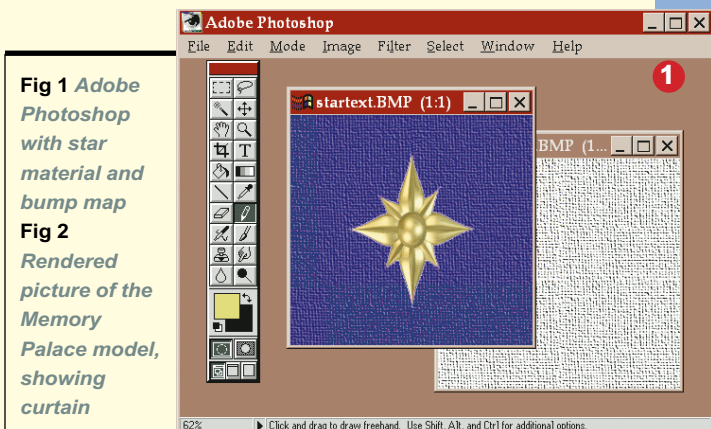 Fig 1 Adobe
Photoshop
with star
material and
bump map
Fig 2
Rendered
picture of the
Memory
Palace model,
showing
curtain
Adobe Photoshop
File Edit Mode Image Filter Select Window Help
1
startext.BMP (1:1)
BMP (1...
T
62%
Click and drag to draw freehand. Use Shift, Alt, and Ctrl for additional options.